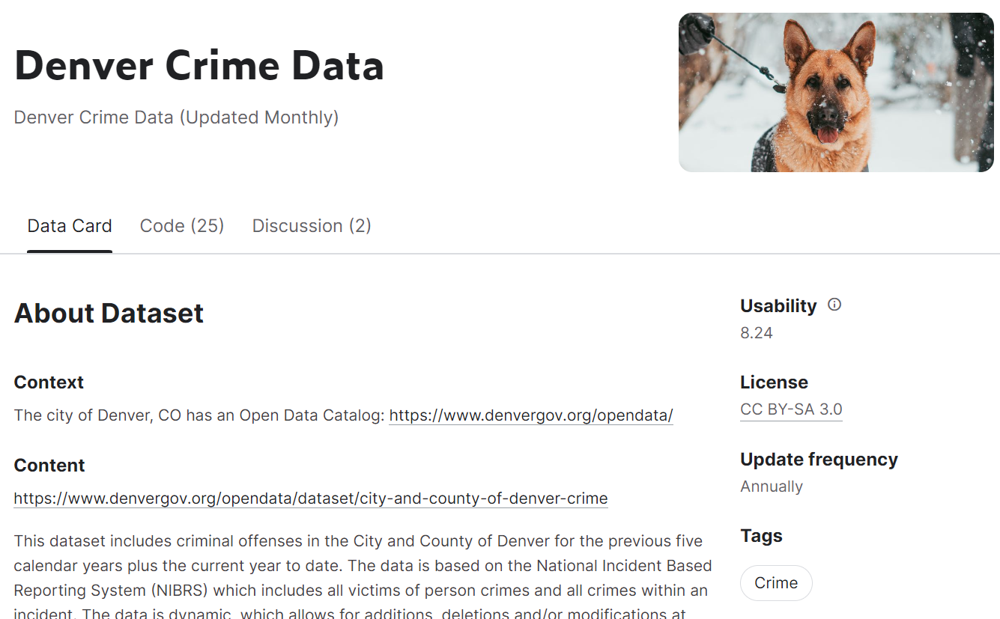 Denver Crime Data
Denver Crime Data (Updated Monthly)
Data Card Code (25) Discussion (2)
About Dataset
Context
The city of Denver, CO has an Open Data Catalog: https://www.denvergov.org/opendata/
Content
https://www.denvergov.org/opendata/dataset/city-and-county-of-denver-crime
This dataset includes criminal offenses in the City and County of Denver for the previous five
calendar years plus the current year to date. The data is based on the National Incident Based
Reporting System (NIBRS) which includes all victims of person crimes and all crimes within an
incident. The data is dynamic, which allows for additions, deletions and/or modifications at
Usability
8.24
License
CC BY-SA 3.0
Update frequency
Annually
Tags
Crime